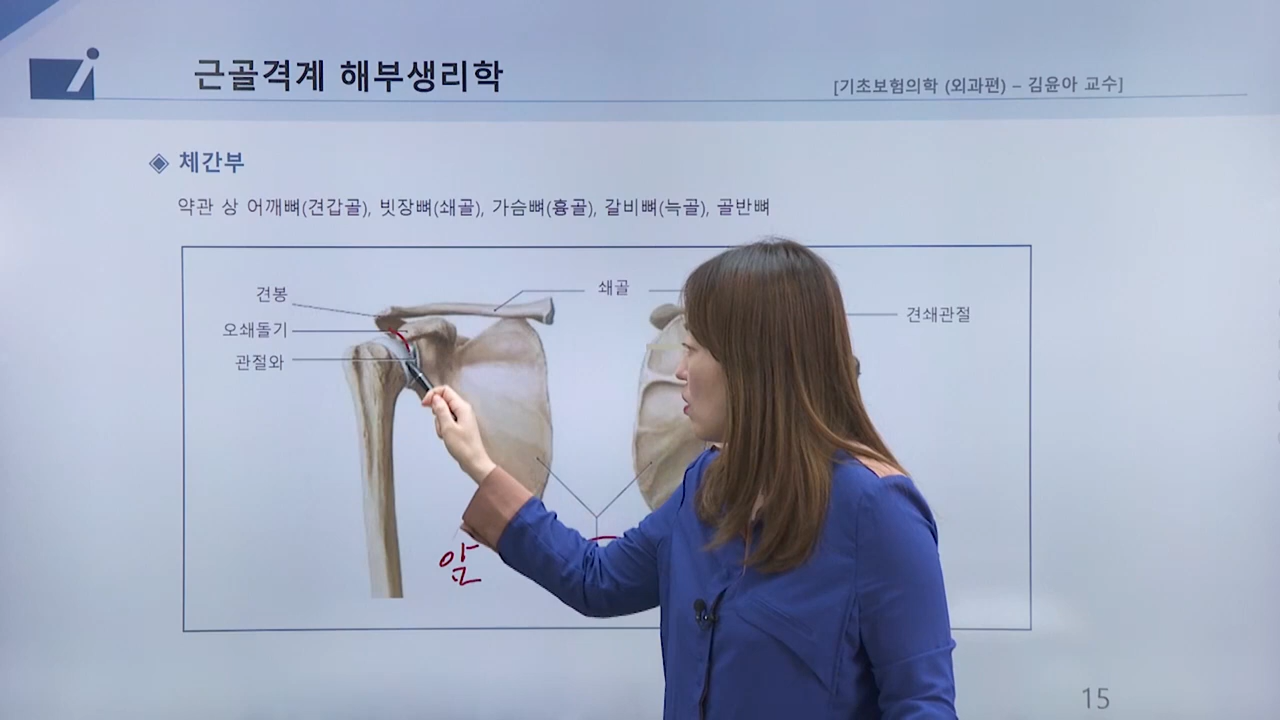 근골격계 해부생리학
[기초보험의학 (외과편) – 김윤아 교수]
◈ 체간부
약관 상 어깨뼈(견갑골), 빗장뼈(쇄골), 가슴뼈(흉골), 갈비뼈(늑골), 골반뼈
견봉
쇄골
오쇄돌기
견쇄관절
관절와
앞
15